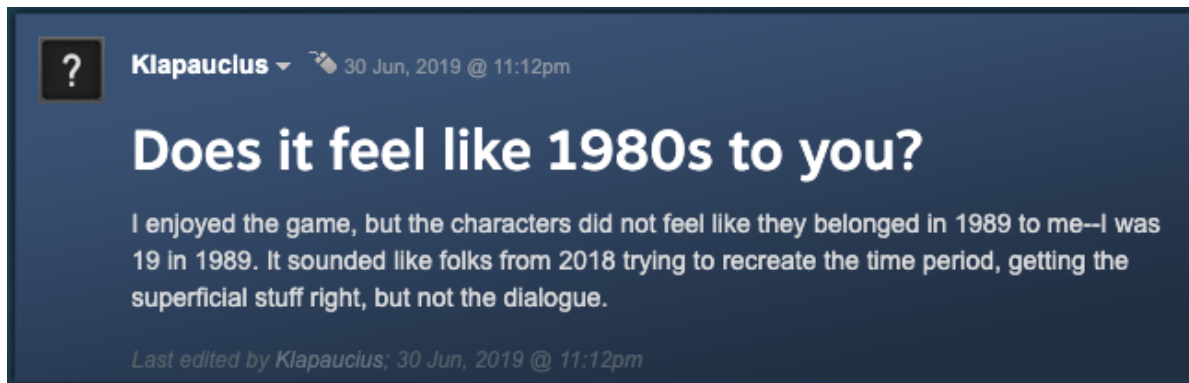 ?
Klapaucius 30 Jun, 2019 @ 11:12pm
Does it feel like 1980s to you?
I enjoyed the game, but the characters did not feel like they belonged in 1989 to me--I was
19 in 1989. It sounded like folks from 2018 trying to recreate the time period, getting the
superficial stuff right, but not the dialogue.
Last edited by Klapaucius; 30 Jun, 2019 @ 11:12pm